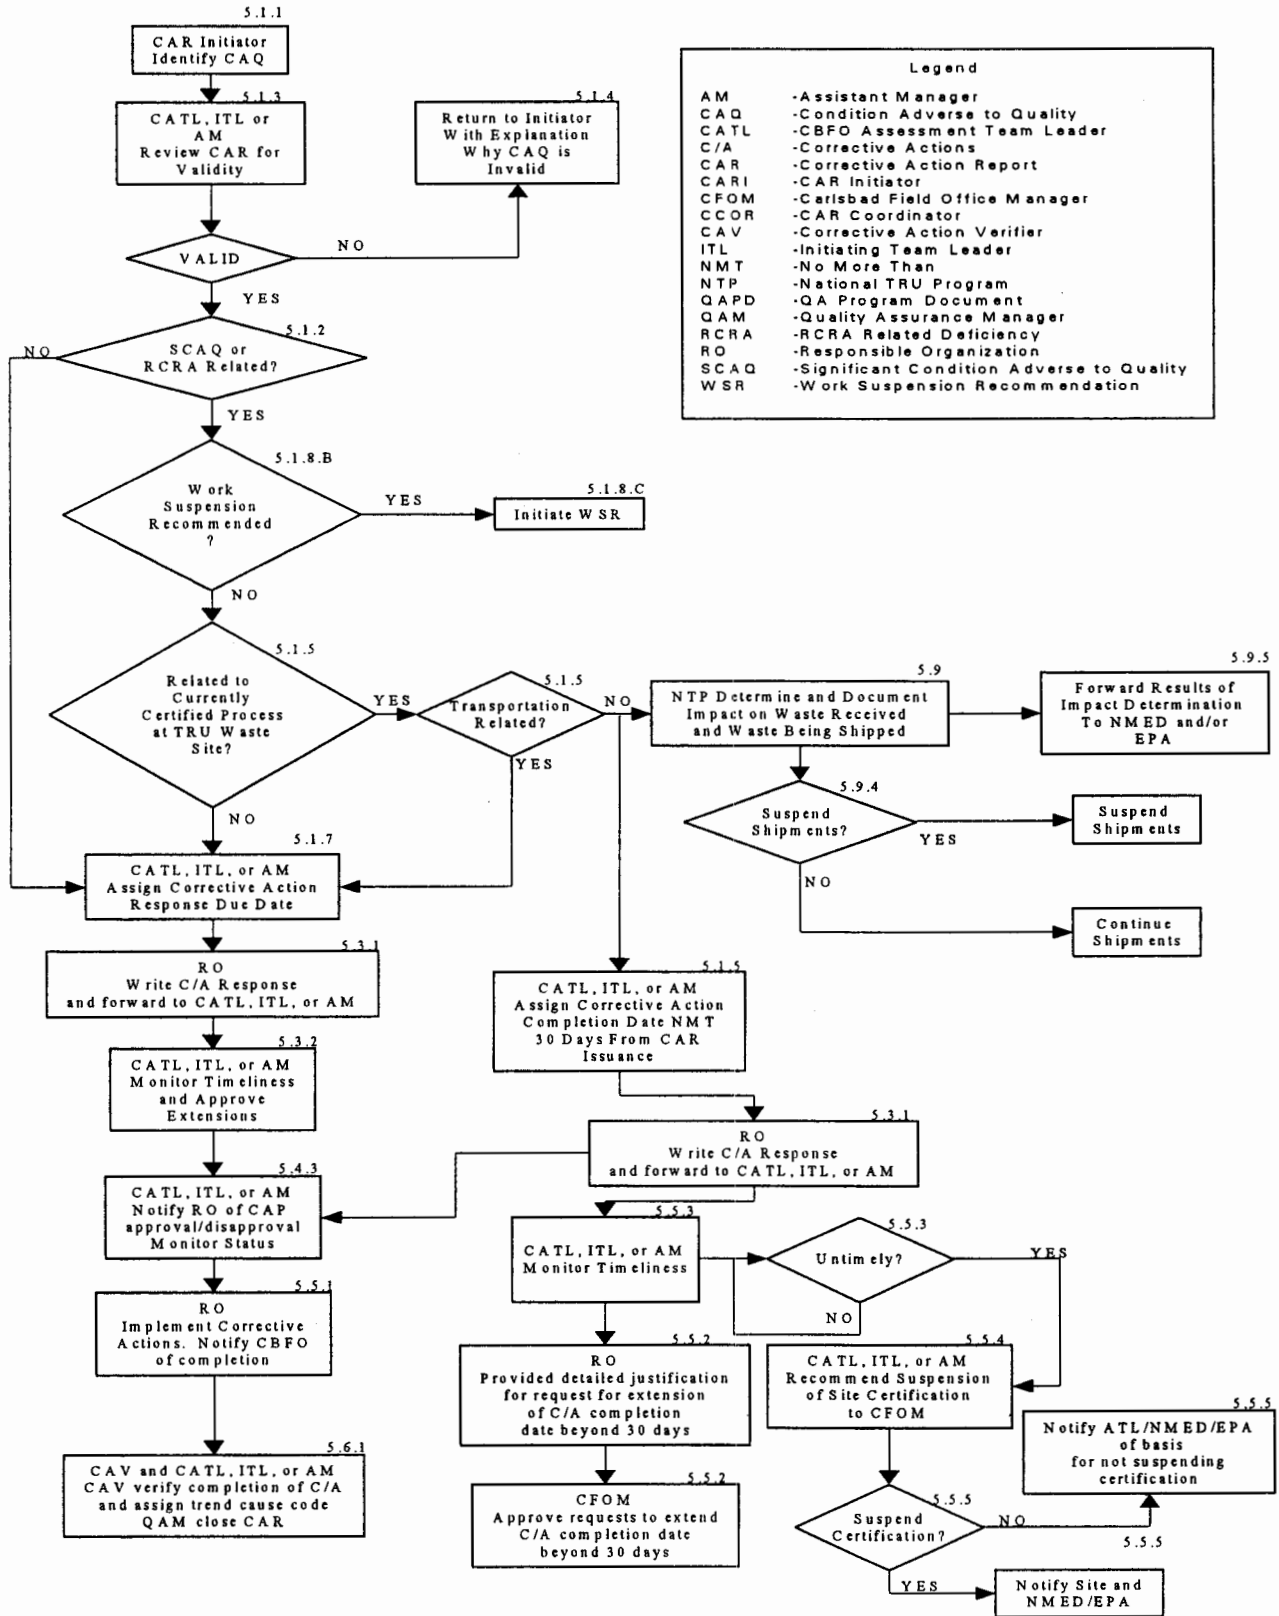 5.1.1
CAR Initiator
Identify CAQ
5.1.3
CATL, ITL or
AM
Review CAR for
Validity
5.1.4
Return to Initiator
With Explanation
Why CAQ is
Invalid
Legend
AM -Assistant Manager
CAQ -Condition Adverse to Quality
CATL -CBFO Assessment Team Leader
C/A -Corrective Actions
CAR -Corrective Action Report
CARI -CAR Initiator
CFOM -Carlsbad Field Office Manager
CCOR -CAR Coordinator
CAV -Corrective Action Verifier
ITL -Initiating Team Leader
NMT -No More Than
NTP -National TRU Program
QAPD -QA Program Document
QAM -Quality Assurance Manager
RCRA -RCRA Related Deficiency
RO -Responsible Organization
SCAQ -Significant Condition Adverse to Quality
WSR -Work Suspension Recommendation
VALID
NO
YES
5.1.2
NO
SCAQ or
RCRA Related?
YES
5.1.8.B
Work
Suspension
Recommended
?
YES
5.1.8.C
Initiate WSR
NO
5.1.5
Related to
Currently
Certified Process
at TRU Waste
Site?
YES
5.1.5
Transportation
Related?
NO
YES
5.9
NTP Determine and Document
Impact on Waste Received
and Waste Being Shipped
5.9.5
Forward Results of
Impact Determination
To NMED and/or
EPA
5.9.4
Suspend
Shipments?
YES
Suspend
Shipments
NO
Continue
Shipments
NO
5.1.7
CATL, ITL, or AM
Assign Corrective Action
Response Due Date
5.3.1
RO
Write C/A Response
and forward to CATL, ITL, or AM
5.1.5
CATL, ITL, or AM
Assign Corrective Action
Completion Date NMT
30 Days From CAR
Issuance
5.3.2
CATL, ITL, or AM
Monitor Timeliness
and Approve
Extensions
5.3.1
RO
Write C/A Response
and forward to CATL, ITL, or AM
5.4.3
CATL, ITL, or AM
Notify RO of CAP
approval/disapproval
Monitor Status
5.5.3
CATL, ITL, or AM
Monitor Timeliness
5.5.3
Untimely?
YES
NO
5.5.1
RO
Implement Corrective
Actions. Notify CBFO
of completion
5.5.2
RO
Provided detailed justification
for request for extension
of C/A completion
date beyond 30 days
5.5.4
CATL, ITL, or AM
Recommend Suspension
of Site Certification
to CFOM
5.5.5
Notify ATL/NMED/EPA
of basis
for not suspending
certification
5.6.1
CAV and CATL, ITL, or AM
CAV verify completion of C/A
and assign trend cause code
QAM close CAR
5.5.2
CFOM
Approve requests to extend
C/A completion date
beyond 30 days
5.5.5
Suspend
Certification?
NO
5.5.5
YES
Notify Site and
NMED/EPA